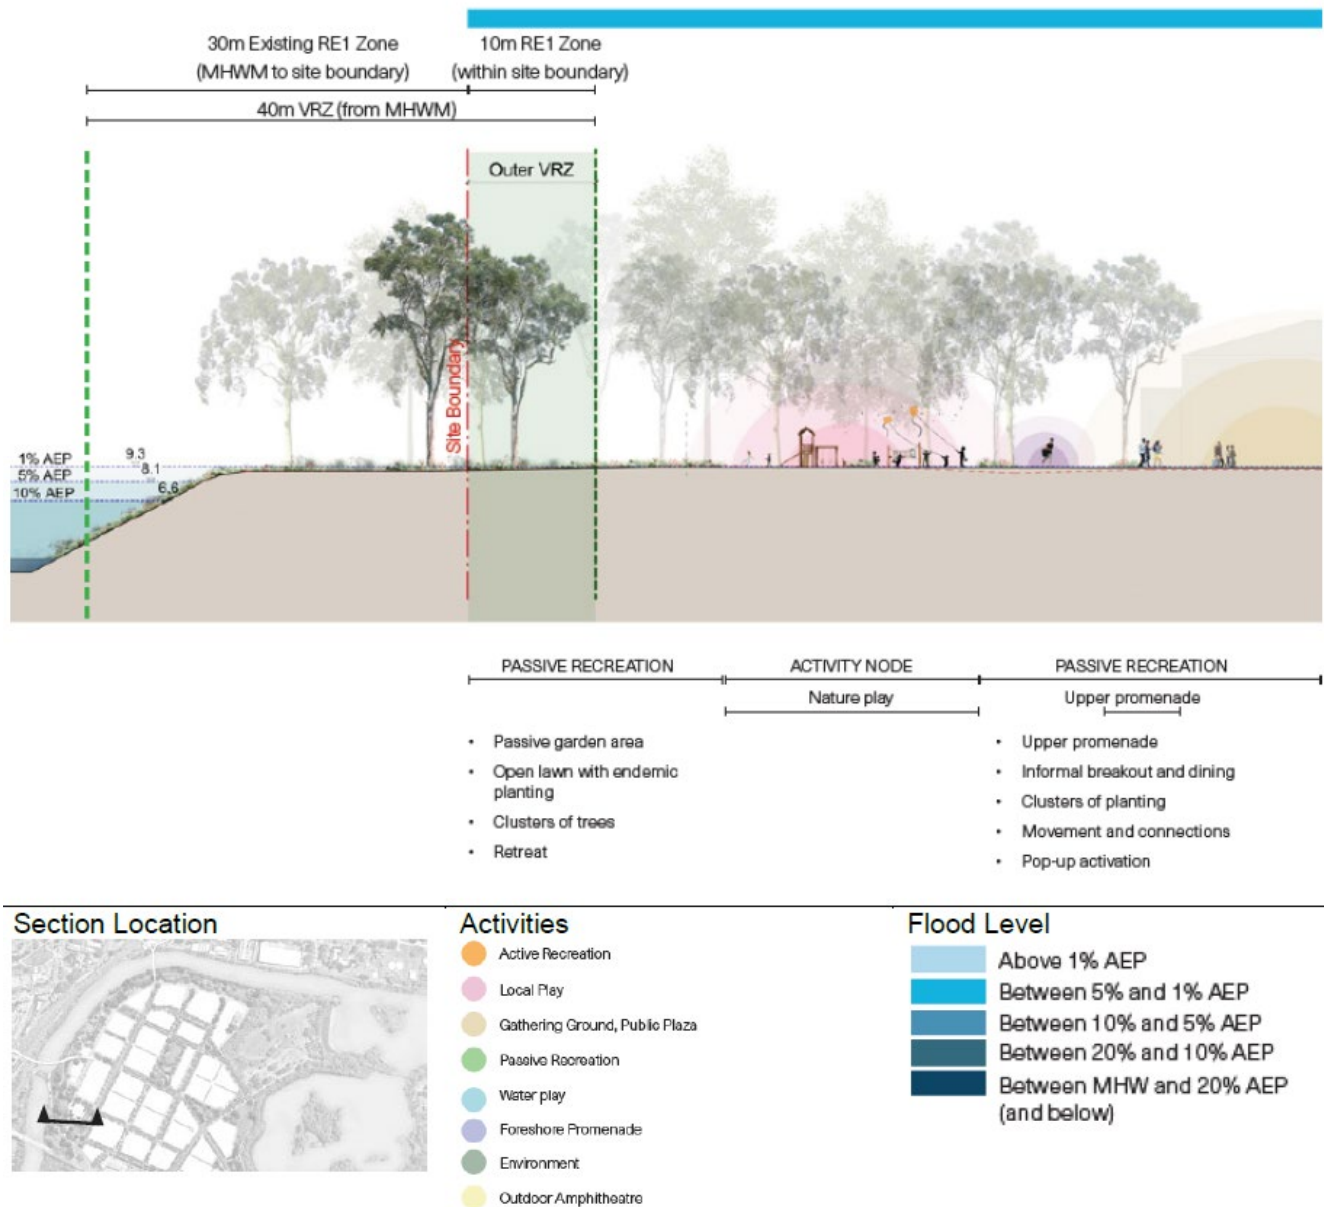 30m Existing RE1 Zone
(MHWM to site boundary)
10m RE1 Zone
(within site boundary)
40m VRZ (from MHWM)
Outer VRZ
Site Boundary
1% AEP
9.3
5% AEP
8.1
10% AEP
6.6
PASSIVE RECREATION
ACTIVITY NODE
PASSIVE RECREATION
Nature play
Upper promenade
• Passive garden area
• Open lawn with endemic
planting
• Clusters of trees
• Retreat
• Upper promenade
• Informal breakout and dining
• Clusters of planting
• Movement and connections
• Pop-up activation
Section Location
Activities
Active Recreation
Local Play
Gathering Ground, Public Plaza
Passive Recreation
Water play
Foreshore Promenade
Environment
Outdoor Amphitheatre
Flood Level
Above 1% AEP
Between 5% and 1% AEP
Between 10% and 5% AEP
Between 20% and 10% AEP
Between MHW and 20% AEP
(and below)